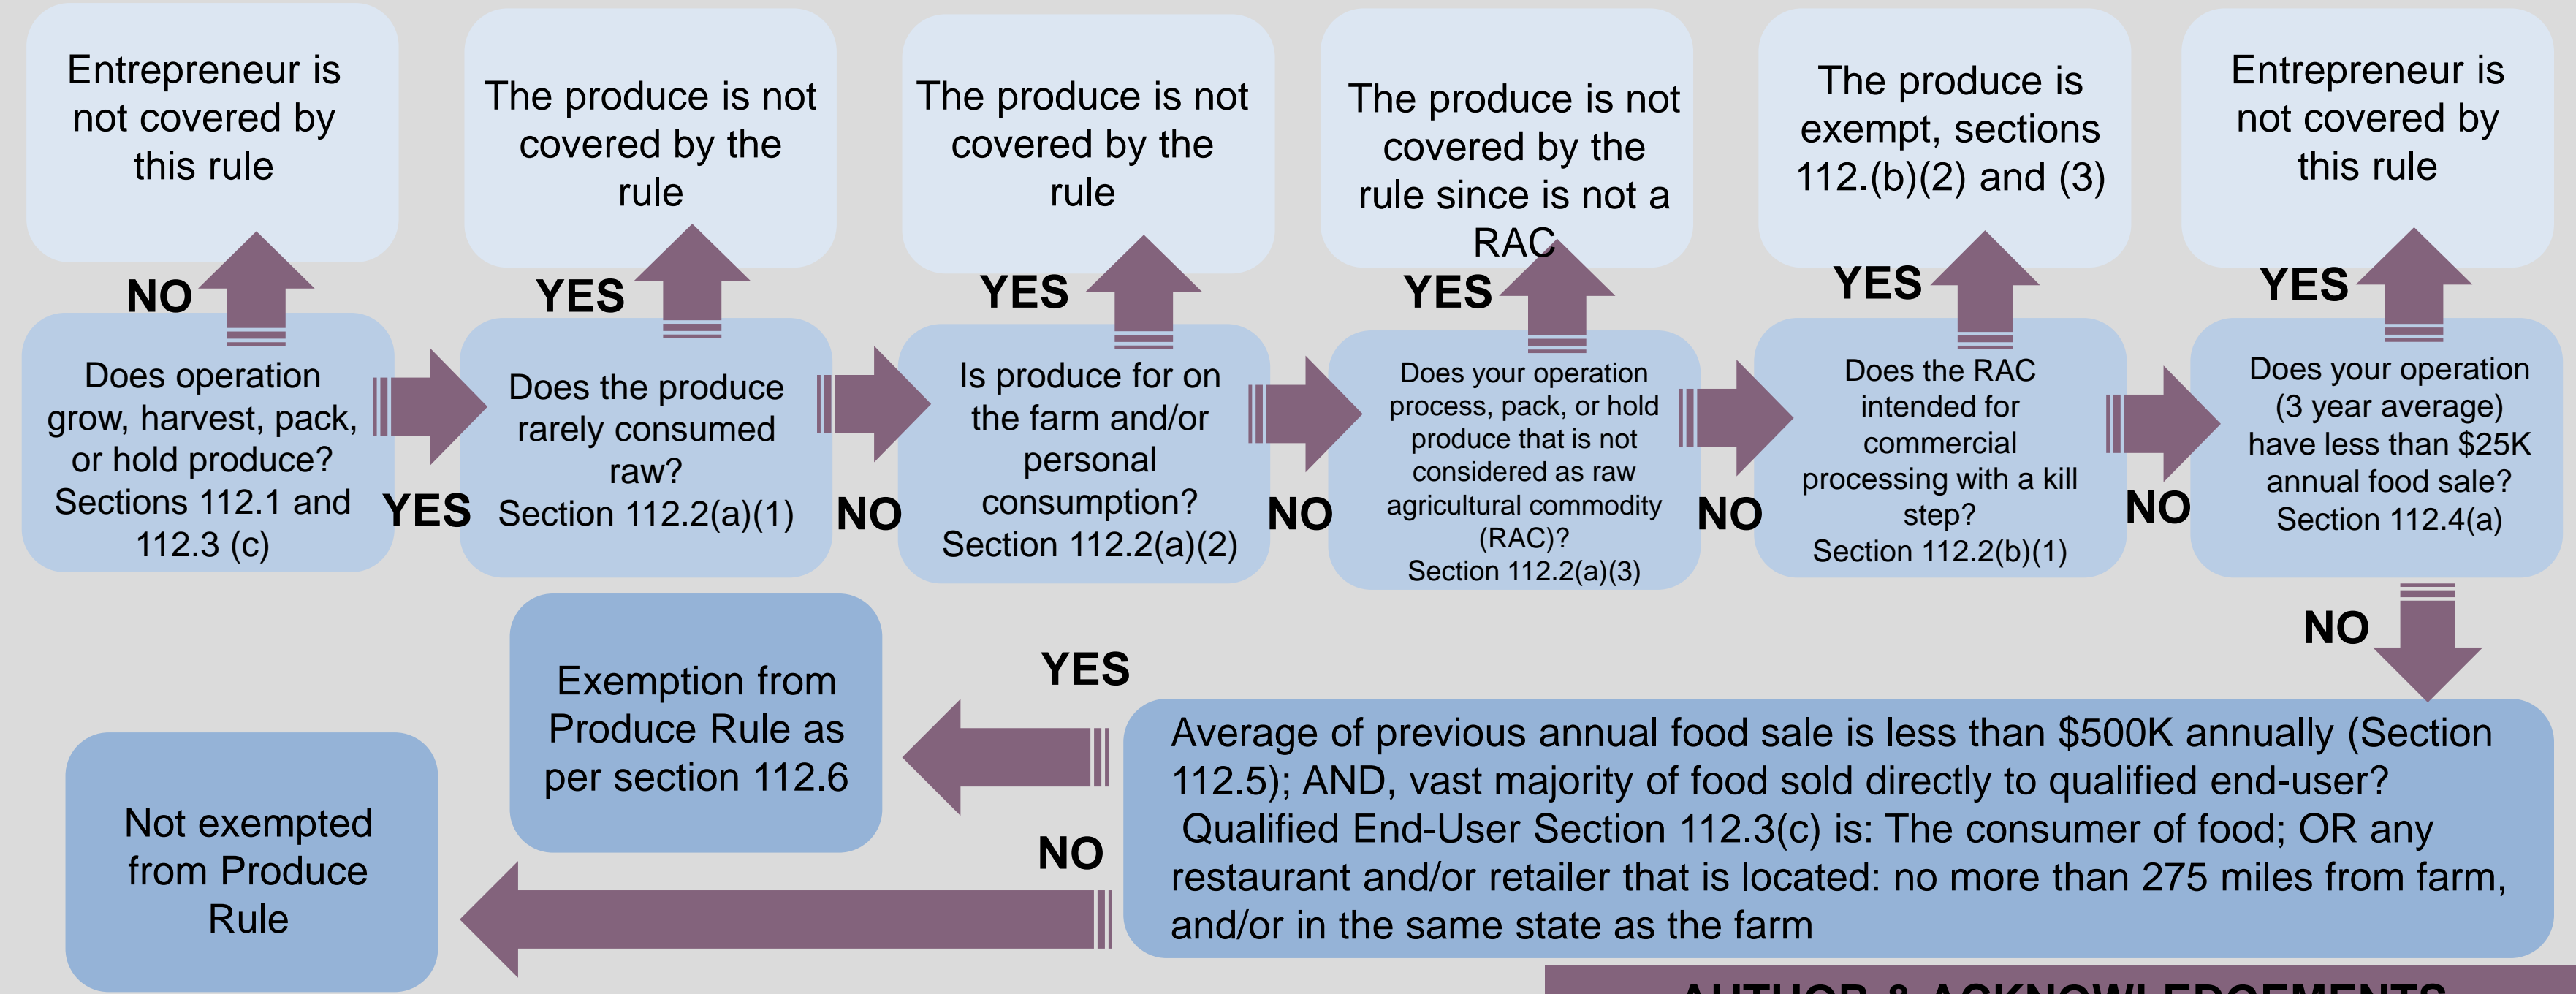 Entrepreneur is
not covered by
this rule
The produce is not
covered by the
rule
The produce is not
covered by the
rule
The produce is not
covered by the
rule since is not a
RAC
The produce is
exempt, sections
112.(b)(2) and (3)
Entrepreneur is
not covered by
this rule
NO
YES
YES
YES
YES
YES
Does operation
grow, harvest, pack,
or hold produce?
Sections 112.1 and
112.3 (c)
YES
Does the produce
rarely consumed
raw?
Section 112.2(a)(1)
NO
Is produce for on
the farm and/or
personal
consumption?
Section 112.2(a)(2)
NO
Does your operation
process, pack, or hold
produce that is not
considered as raw
agricultural commodity
(RAC)?
Section 112.2(a)(3)
NO
Does the RAC
intended for
commercial
processing with a kill
step?
Section 112.2(b)(1)
NO
Does your operation
(3 year average)
have less than $25K
annual food sale?
Section 112.4(a)
NO
Average of previous annual food sale is less than $500K annually (Section
112.5); AND, vast majority of food sold directly to qualified end-user?
Qualified End-User Section 112.3(c) is: The consumer of food; OR any
restaurant and/or retailer that is located: no more than 275 miles from farm,
and/or in the same state as the farm
YES
Exemption from
Produce Rule as
per section 112.6
NO
Not exempted
from Produce
Rule
AUTHOR & ACKNOWLEDGEMENTS